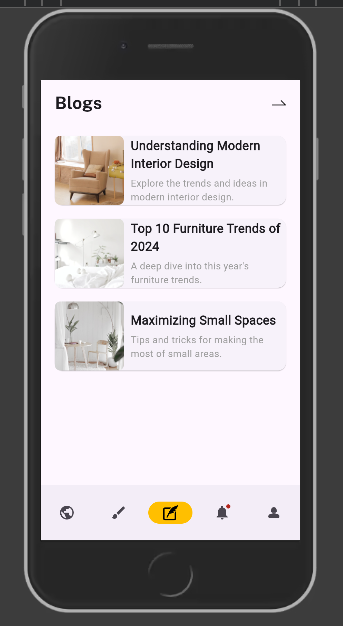 Blogs
Understanding Modern
Interior Design
Explore the trends and ideas in
modern interior design.
Top 10 Furniture Trends of
2024
A deep dive into this year's
furniture trends.
Maximizing Small Spaces
Tips and tricks for making the
most of small areas.